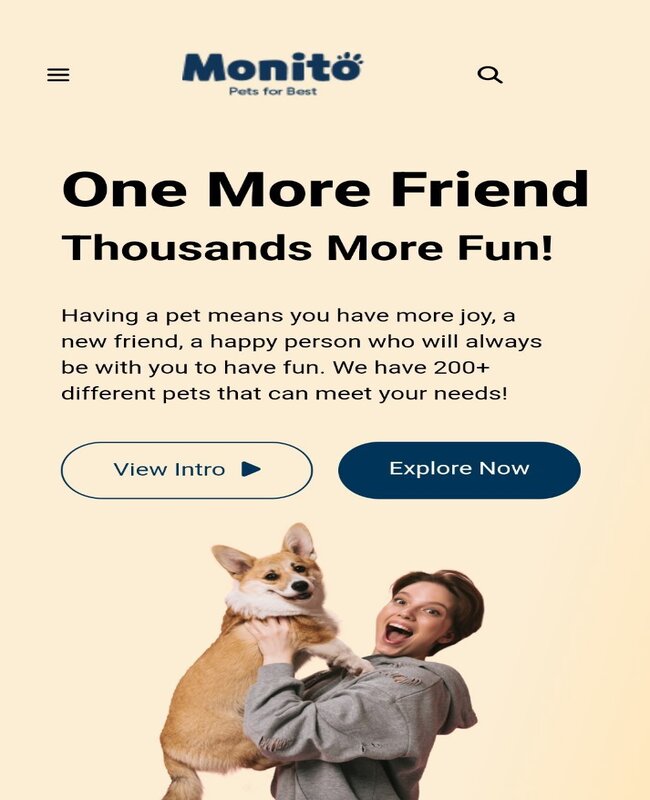 Monito
Pets for Best
One More Friend
Thousands More Fun!
Having a pet means you have more joy, a
new friend, a happy person who will always
be with you to have fun. We have 200+
different pets that can meet your needs!
View Intro
Explore Now